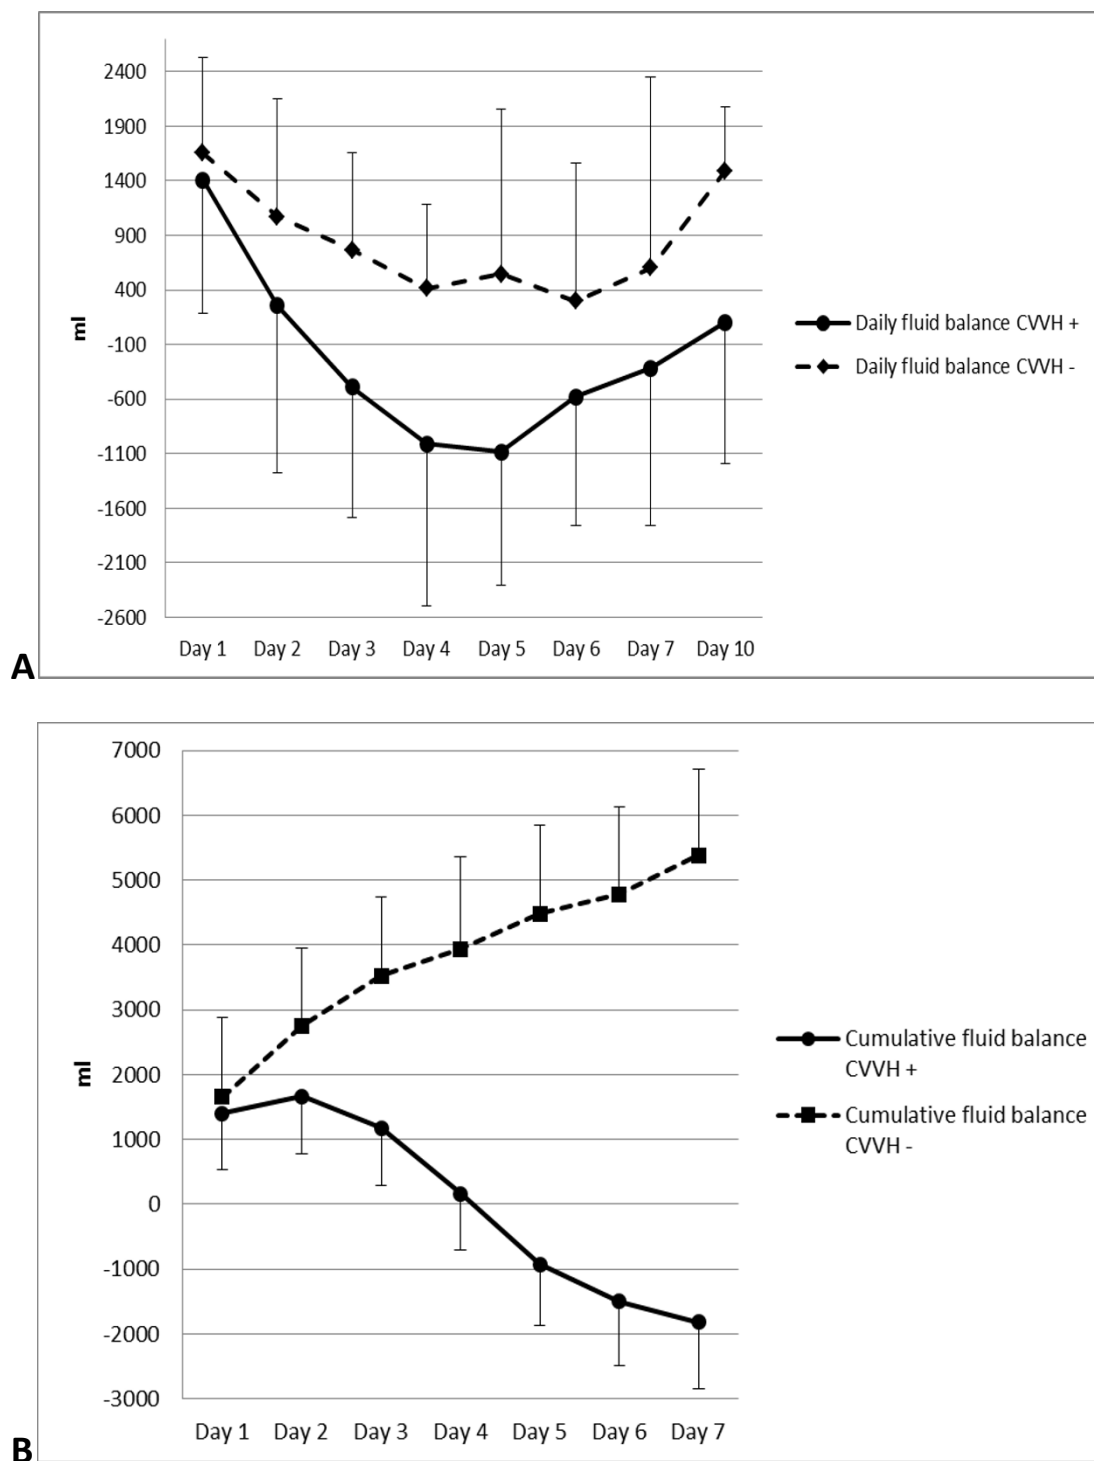 2400
1900
1400
900
400
-100
-600
-1100
-1600
-2100
-2600
ml
Day 1 Day 2 Day 3 Day 4 Day 5 Day 6 Day 7 Day 10
Daily fluid balance CVVH +
Daily fluid balance CVVH -
A
7000
6000
5000
4000
3000
2000
1000
0
-1000
-2000
-3000
ml
Day 1 Day 2 Day 3 Day 4 Day 5 Day 6 Day 7
Cumulative fluid balance
CVVH +
Cumulative fluid balance
CVVH -
B